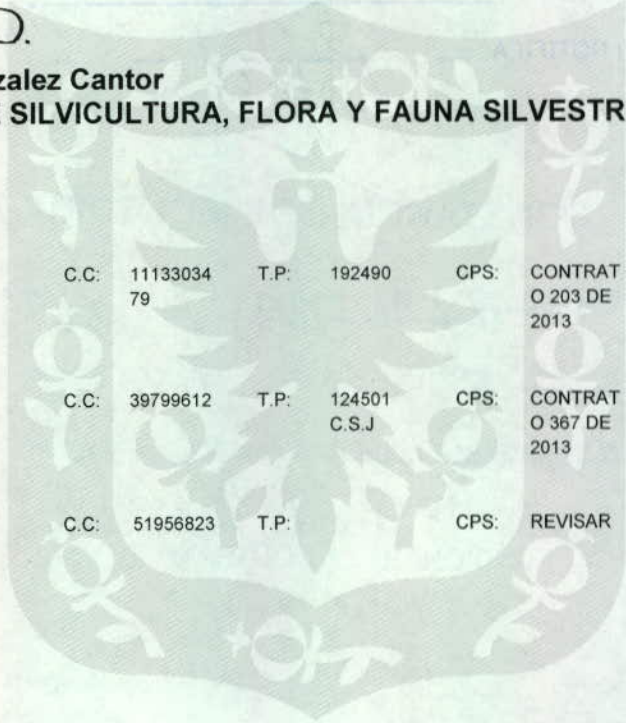 D.
zalez Cantor
SILVICULTURA, FLORA Y FAUNA SILVESTR
C.C: 11133034 T.P: 192490 CPS: CONTRAT
79 O 203 DE
2013
C.C: 39799612 T.P: 124501 CPS: CONTRAT
C.S.J O 367 DE
2013
C.C: 51956823 T.P: CPS: REVISAR